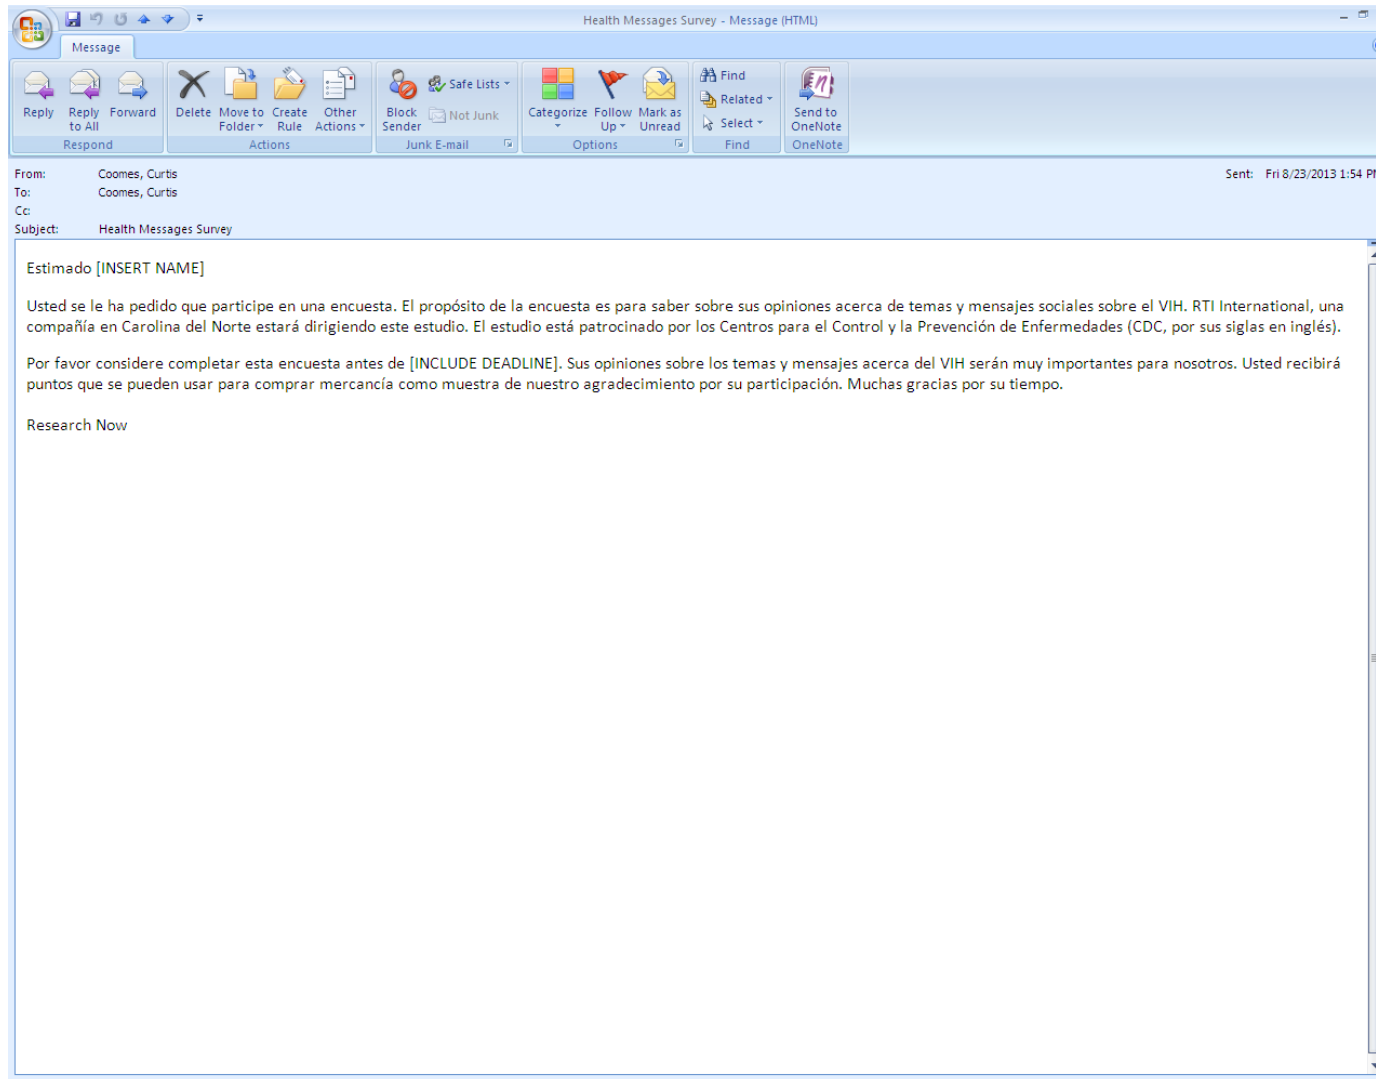 Health Messages Survey - Message (HTML)
Message
Reply
Reply to All
Forward
Respond
Delete
Move to Folder
Create Rule
Other Actions
Actions
Block Sender
Safe Lists
Not Junk
Junk E-mail
Categorize
Follow Up
Mark as Unread
Options
Find
Related
Select
Find
Send to OneNote
OneNote
From: Coomes, Curtis
Sent: Fri 8/23/2013 1:54 PM
To: Coomes, Curtis
Cc:
Subject: Health Messages Survey
Estimado [INSERT NAME]
Usted se le ha pedido que participe en una encuesta. El propósito de la encuesta es para saber sobre sus opiniones acerca de temas y mensajes sociales sobre el VIH. RTI International, una
compañía en Carolina del Norte estará dirigiendo este estudio. El estudio está patrocinado por los Centros para el Control y la Prevención de Enfermedades (CDC, por sus siglas en inglés).
Por favor considere completar esta encuesta antes de [INCLUDE DEADLINE]. Sus opiniones sobre los temas y mensajes acerca del VIH serán muy importantes para nosotros. Usted recibirá
puntos que se pueden usar para comprar mercancía como muestra de nuestro agradecimiento por su participación. Muchas gracias por su tiempo.
Research Now